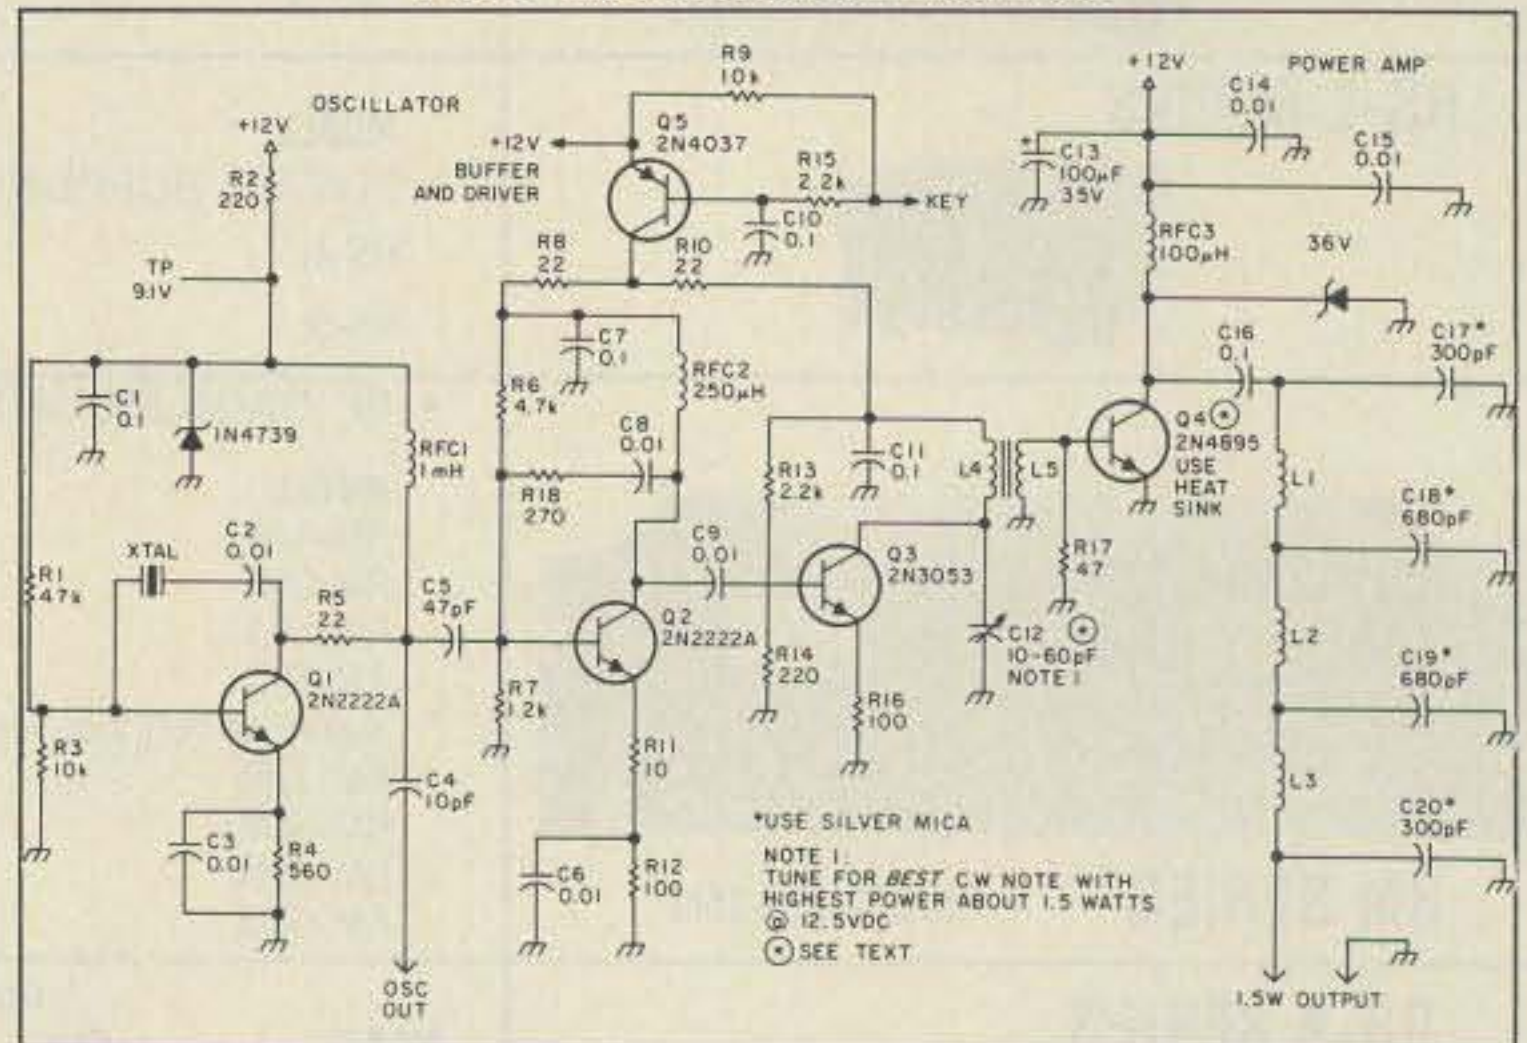 OSCILLATOR
+12V
R2
220
TP
9.1V
C1
0.1
1N4739
RFC1
1mH
R1
47k
XTAL
C2
0.01
R5
22
C5
47pF
Q1
2N2222A
R3
10k
C3
0.01
R4
560
C4
10pF
OSC
OUT
R9
10k
+12V
Q5
2N4037
BUFFER
AND DRIVER
R15
2.2k
KEY
C10
0.1
R8
22
R10
22
C7
0.1
RFC2
250µH
R6
4.7k
C8
0.01
R18
270
C9
0.01
Q2
2N2222A
R7
1.2k
R11
10
C6
0.01
R12
100
R13
2.2k
C11
0.1
L4
L5
Q3
2N3053
R14
220
R16
100
C12 *
10-60pF
NOTE 1
R17
47
+12V
POWER AMP
C14
0.01
C15
0.01
+
C13
100µF
35V
RFC3
100µH
36V
C16
0.1
C17*
300pF
Q4 *
2N4895
USE
HEAT
SINK
L1
C18*
680pF
L2
C19*
680pF
L3
C20*
300pF
*USE SILVER MICA
NOTE 1:
TUNE FOR BEST CW NOTE WITH
HIGHEST POWER ABOUT 1.5 WATTS
@ 12.5VDC
* SEE TEXT
1.5W OUTPUT